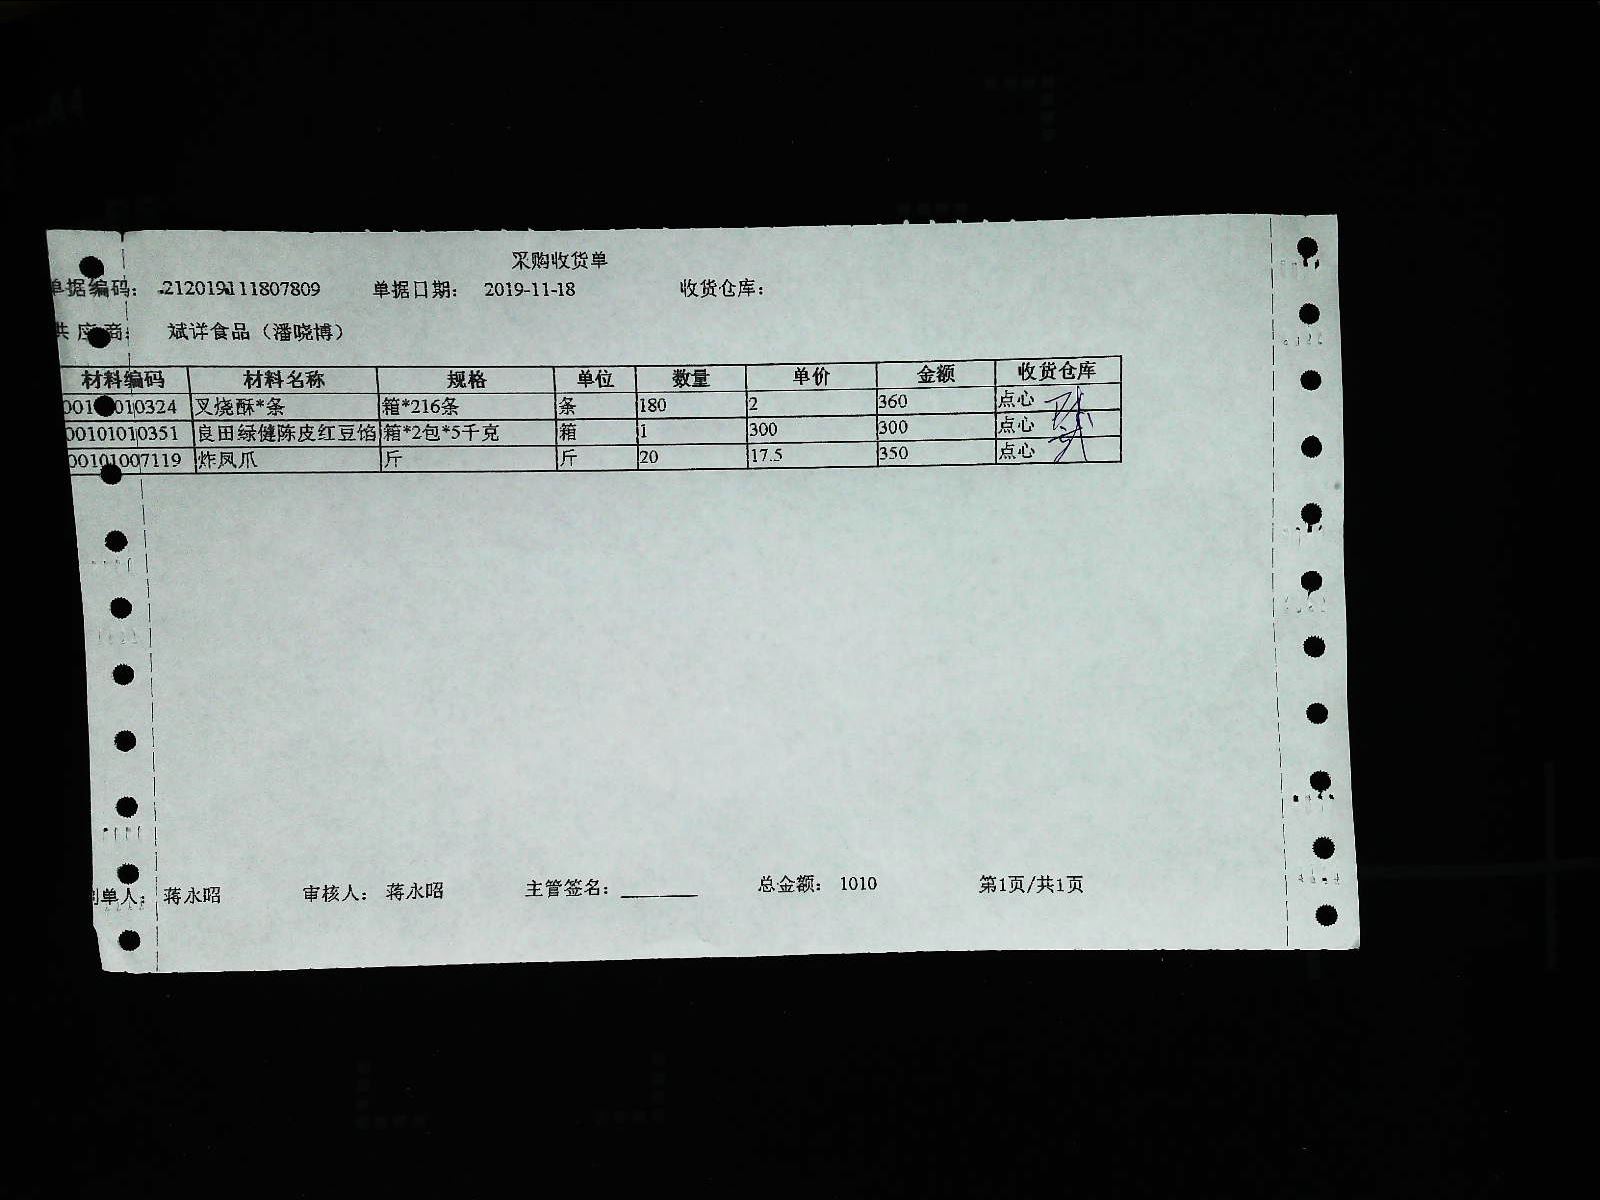 采购收货单
单据编码： 212019111807809 单据日期： 2019-11-18 收货仓库：
供应商： 斌详食品（潘晓博）
材料编码 材料名称 规格 单位 数量 单价 金额 收货仓库
00101010324 叉烧酥*条 箱*216条 条 180 2 360 点心
00101010351 良田绿健陈皮红豆馅 箱*2包*5千克 箱 1 300 300 点心
00101007119 炸凤爪 斤 斤 20 17.5 350 点心
制单人： 蒋永昭 审核人： 蒋永昭 主管签名： 总金额： 1010 第1页/共1页